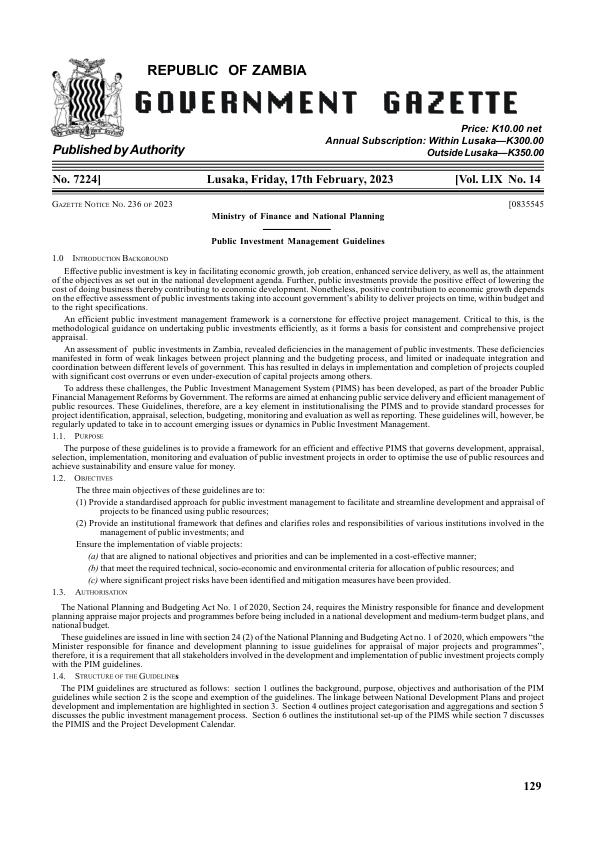 REPUBLIC OF ZAMBIA
GOVERNMENT GAZETTE
Price: K10.00 net
Annual Subscription: Within Lusaka—K300.00
Published by Authority
Outside Lusaka—K350.00
No. 7224]
Lusaka, Friday, 17th February, 2023
[Vol. LIX No. 14
GAZETTE NOTICE NO. 236 OF 2023
[0835545
Ministry of Finance and National Planning
Public Investment Management Guidelines
1.0 INTRODUCTION BACKGROUND
Effective public investment is key in facilitating economic growth, job creation, enhanced service delivery, as well as, the attainment
of the objectives as set out in the national development agenda. Further, public investments provide the positive effect of lowering the
cost of doing business thereby contributing to economic development. Nonetheless, positive contribution to economic growth depends
on the effective assessment of public investments taking into account government's ability to deliver projects on time, within budget and
to the right specifications.
An efficient public investment management framework is a cornerstone for effective project management. Critical to this, is the
methodological guidance on undertaking public investments efficiently, as it forms a basis for consistent and comprehensive project
appraisal.
An assessment of public investments in Zambia, revealed deficiencies in the management of public investments. These deficiencies
manifested in form of weak linkages between project planning and the budgeting process, and limited or inadequate integration and
coordination between different levels of government. This has resulted in delays in implementation and completion of projects coupled
with significant cost overruns or even under-execution of capital projects among others.
To address these challenges, the Public Investment Management System (PIMS) has been developed, as part of the broader Public
Financial Management Reforms by Government. The reforms are aimed at enhancing public service delivery and efficient management of
public resources. These Guidelines, therefore, are a key element in institutionalising the PIMS and to provide standard processes for
project identification, appraisal, selection, budgeting, monitoring and evaluation as well as reporting. These guidelines will, however, be
regularly updated to take in to account emerging issues or dynamics in Public Investment Management.
1.1. PURPOSE
The purpose of these guidelines is to provide a framework for an efficient and effective PIMS that governs development, appraisal,
selection, implementation, monitoring and evaluation of public investment projects in order to optimise the use of public resources and
achieve sustainability and ensure value for money.
1.2. OBJECTIVES
The three main objectives of these guidelines are to:
(1) Provide a standardised approach for public investment management to facilitate and streamline development and appraisal of
projects to be financed using public resources;
(2) Provide an institutional framework that defines and clarifies roles and responsibilities of various institutions involved in the
management of public investments; and
Ensure the implementation of viable projects:
(a) that are aligned to national objectives and priorities and can be implemented in a cost-effective manner;
(b) that meet the required technical, socio-economic and environmental criteria for allocation of public resources; and
(c) where significant project risks have been identified and mitigation measures have been provided.
1.3. AUTHORISATION
The National Planning and Budgeting Act No. 1 of 2020, Section 24, requires the Ministry responsible for finance and development
planning appraise major projects and programmes before being included in a national development and medium-term budget plans, and
national budget.
These guidelines are issued in line with section 24 (2) of the National Planning and Budgeting Act no. 1 of 2020, which empowers “the
Minister responsible for finance and development planning to issue guidelines for appraisal of major projects and programmes”,
therefore, it is a requirement that all stakeholders involved in the development and implementation of public investment projects comply
with the PIM guidelines.
1.4. STRUCTURE OF THE GUIDELINES
The PIM guidelines are structured as follows: section 1 outlines the background, purpose, objectives and authorisation of the PIM
guidelines while section 2 is the scope and exemption of the guidelines. The linkage between National Development Plans and project
development and implementation are highlighted in section 3. Section 4 outlines project categorisation and aggregations and section 5
discusses the public investment management process. Section 6 outlines the institutional set-up of the PIMS while section 7 discusses
the PIMIS and the Project Development Calendar.
129